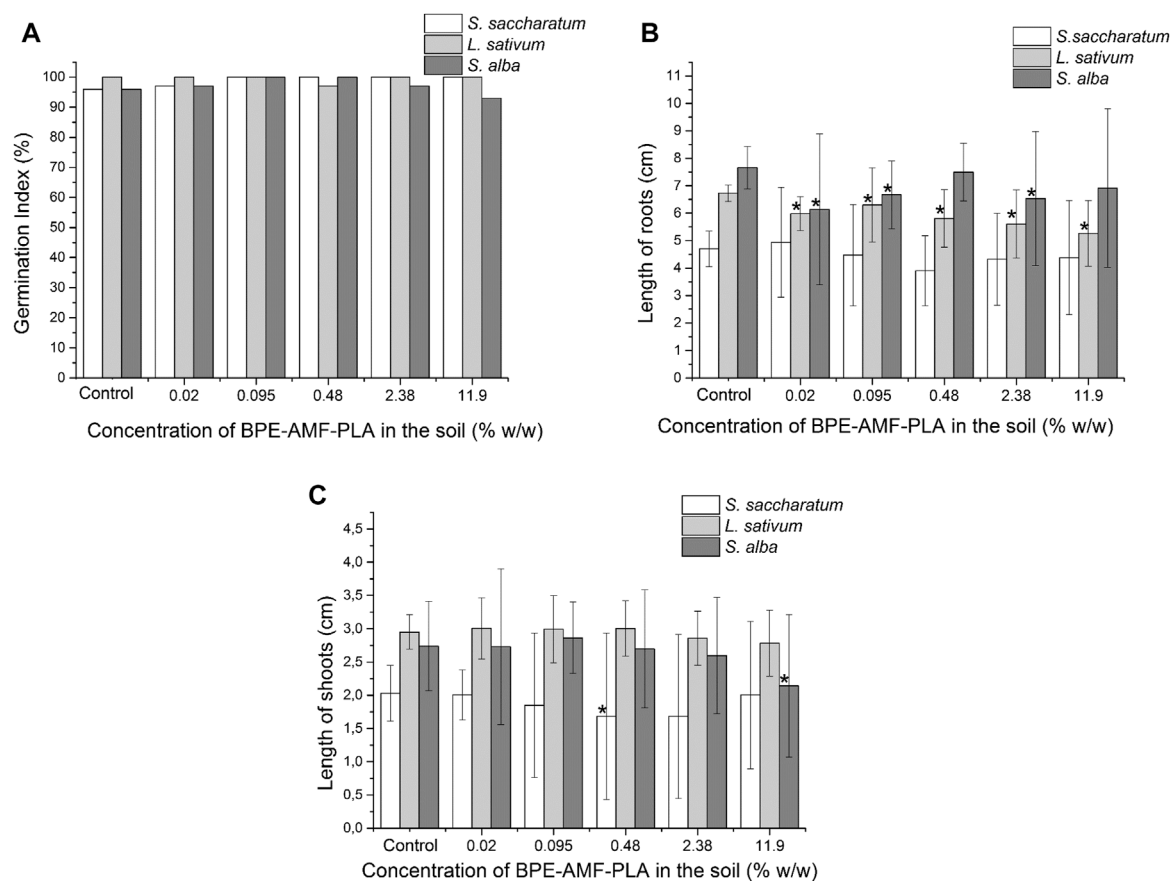 A
S. saccharatum
L. sativum
S. alba
100
90
80
70
60
50
40
30
20
10
0
Germination Index (%)
Control
0.02
0.095
0.48
2.38
11.9
Concentration of BPE-AMF-PLA in the soil (% w/w)
B
S.saccharatum
L. sativum
S. alba
11
10
9
8
7
6
5
4
3
2
1
0
Length of roots (cm)
* * * * * * * *
Control
0.02
0.095
0.48
2.38
11.9
Concentration of BPE-AMF-PLA in the soil (% w/w)
C
S. saccharatum
L. sativum
S. alba
4,5
4,0
3,5
3,0
2,5
2,0
1,5
1,0
0,5
0,0
Length of shoots (cm)
* *
Control
0.02
0.095
0.48
2.38
11.9
Concentration of BPE-AMF-PLA in the soil (% w/w)